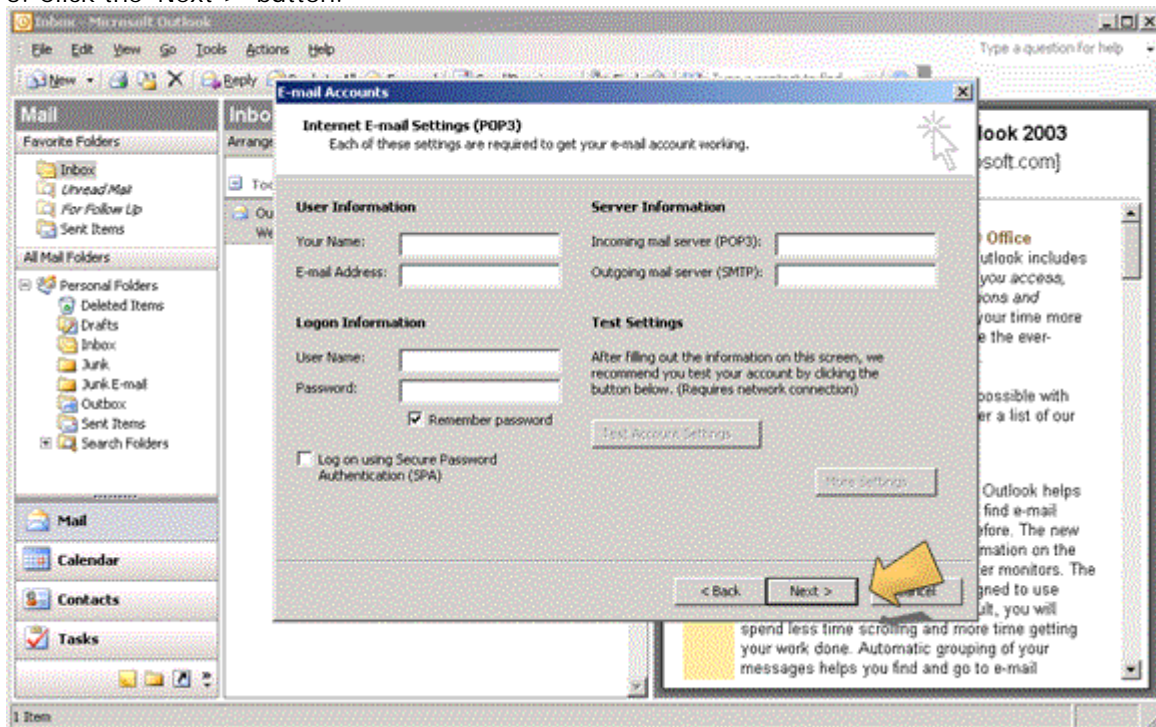 or click the "Next >" button.
Inbox - Microsoft Outlook
File Edit View Go Tools Actions Help
Type a question for help
New Reply
Mail
Favorite Folders
Inbox
Unread Mail
For Follow Up
Sent Items
All Mail Folders
Personal Folders
Deleted Items
Drafts
Inbox
Junk
Junk E-mail
Outbox
Sent Items
Search Folders
Mail
Calendar
Contacts
Tasks
1 Item
Inbo
Arrange
E-mail Accounts
Internet E-mail Settings (POP3)
Each of these settings are required to get your e-mail account working.
User Information
Your Name:
E-mail Address:
Logon Information
User Name:
Password:
Remember password
Log on using Secure Password
Authentication (SPA)
Server Information
Incoming mail server (POP3):
Outgoing mail server (SMTP):
Test Settings
After filling out the information on this screen, we
recommend you test your account by clicking the
button below. (Requires network connection)
Test Account Settings
More Settings
< Back Next >
look 2003
osoft.com]
Office
utlook includes
you access,
ions and
your time more
e the ever-
possible with
er a list of our
Outlook helps
find e-mail
efore. The new
mation on the
er monitors. The
gned to use
ult, you will
spend less time scrolling and more time getting
your work done. Automatic grouping of your
messages helps you find and go to e-mail